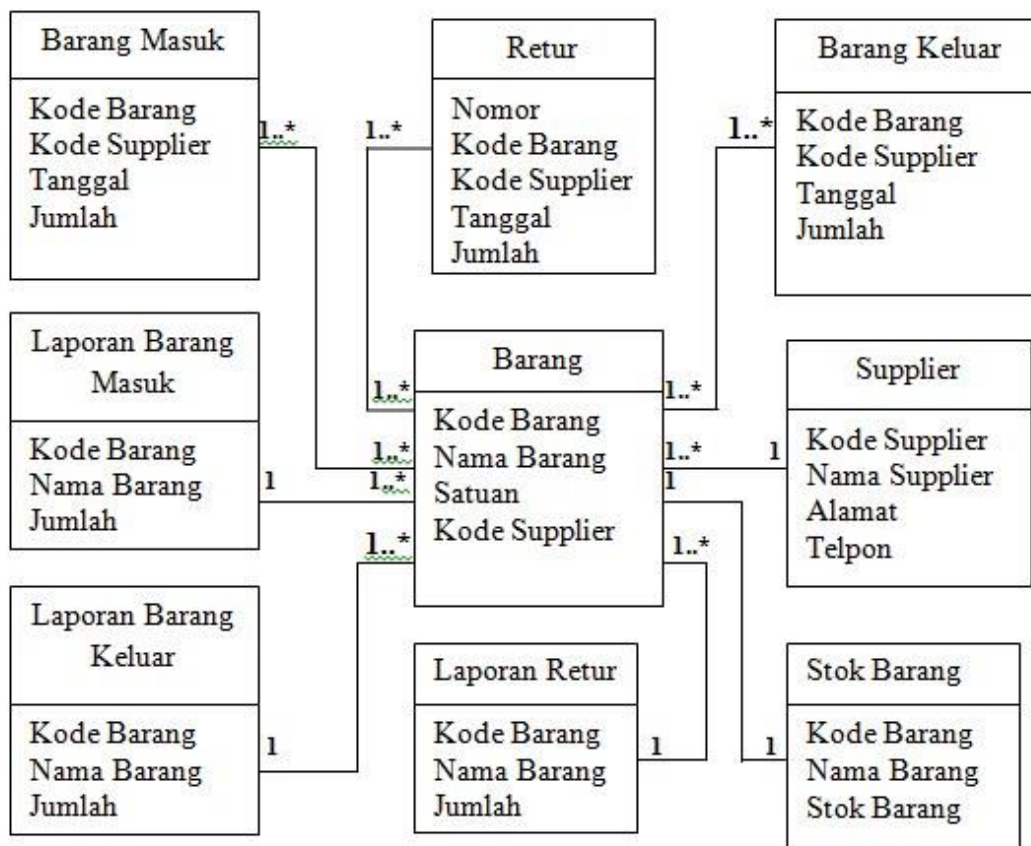 Barang Masuk
Kode Barang
Kode Supplier
Tanggal
Jumlah
1..*
Retur
Nomor
Kode Barang
Kode Supplier
Tanggal
Jumlah
1..*
Barang Keluar
Kode Barang
Kode Supplier
Tanggal
Jumlah
1..*
Laporan Barang
Masuk
Kode Barang
Nama Barang
Jumlah
1
Barang
Kode Barang
Nama Barang
Satuan
Kode Supplier
1..*
1..*
1..*
1..*
1..*
1..*
1
1..*
Supplier
Kode Supplier
Nama Supplier
Alamat
Telpon
1
Laporan Barang
Keluar
Kode Barang
Nama Barang
Jumlah
1
Laporan Retur
Kode Barang
Nama Barang
Jumlah
1
Stok Barang
Kode Barang
Nama Barang
Stok Barang
1